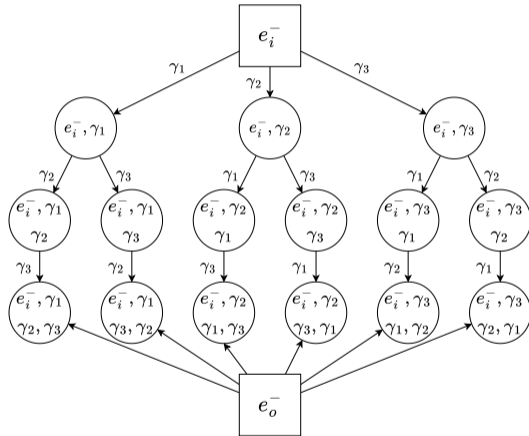 e_i^-
γ₁ γ₂ γ₃
e_i^-, γ₁ e_i^-, γ₂ e_i^-, γ₃
γ₂ γ₃ γ₁ γ₃ γ₁ γ₂
e_i^-, γ₁ e_i^-, γ₁ e_i^-, γ₂ e_i^-, γ₂ e_i^-, γ₃ e_i^-, γ₃
γ₂ γ₃ γ₁ γ₃ γ₁ γ₂
γ₃ γ₂ γ₃ γ₁ γ₂ γ₁
e_i^-, γ₁ e_i^-, γ₁ e_i^-, γ₂ e_i^-, γ₂ e_i^-, γ₃ e_i^-, γ₃
γ₂, γ₃ γ₃, γ₂ γ₁, γ₃ γ₃, γ₁ γ₁, γ₂ γ₂, γ₁
e_o^-